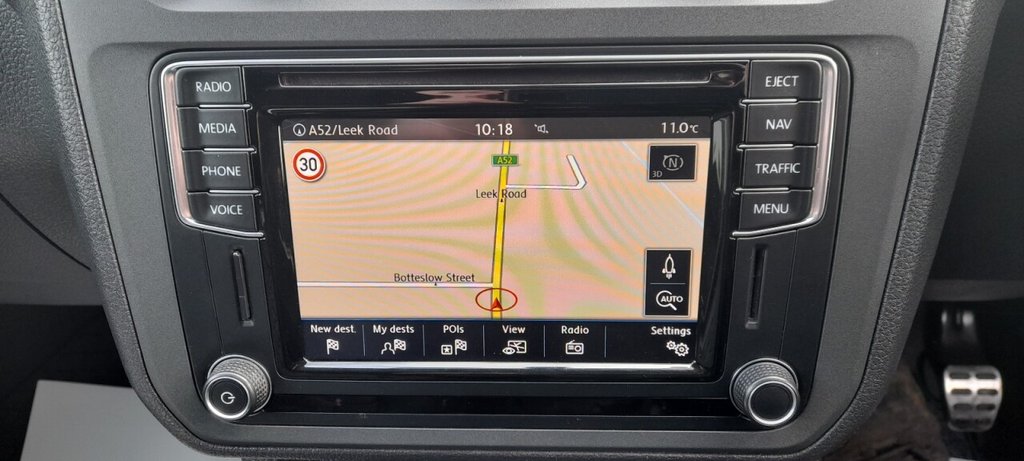 RADIO
MEDIA
PHONE
VOICE
EJECT
NAV
TRAFFIC
MENU
A52/Leek Road 10:18 11.0°C
30
A52
N
3D
Leek Road
Botteslow Street
AUTO
New dest. My dests POIs View Radio Settings